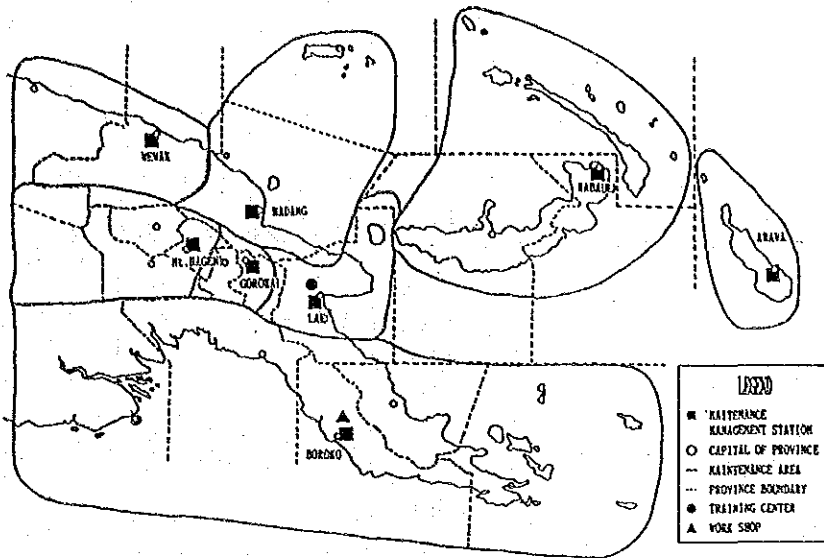 WEWAK
RABAUL
MADANG
ARAWA
Mt. HAGEN
GOROKA
LAE
BOROKO
LEGEND
MAITENANCE
MANAGEMENT STATION
CAPITAL OF PROVINCE
MAINTENANCE AREA
PROVINCE BOUNDARY
TRAINING CENTER
WORK SHOP